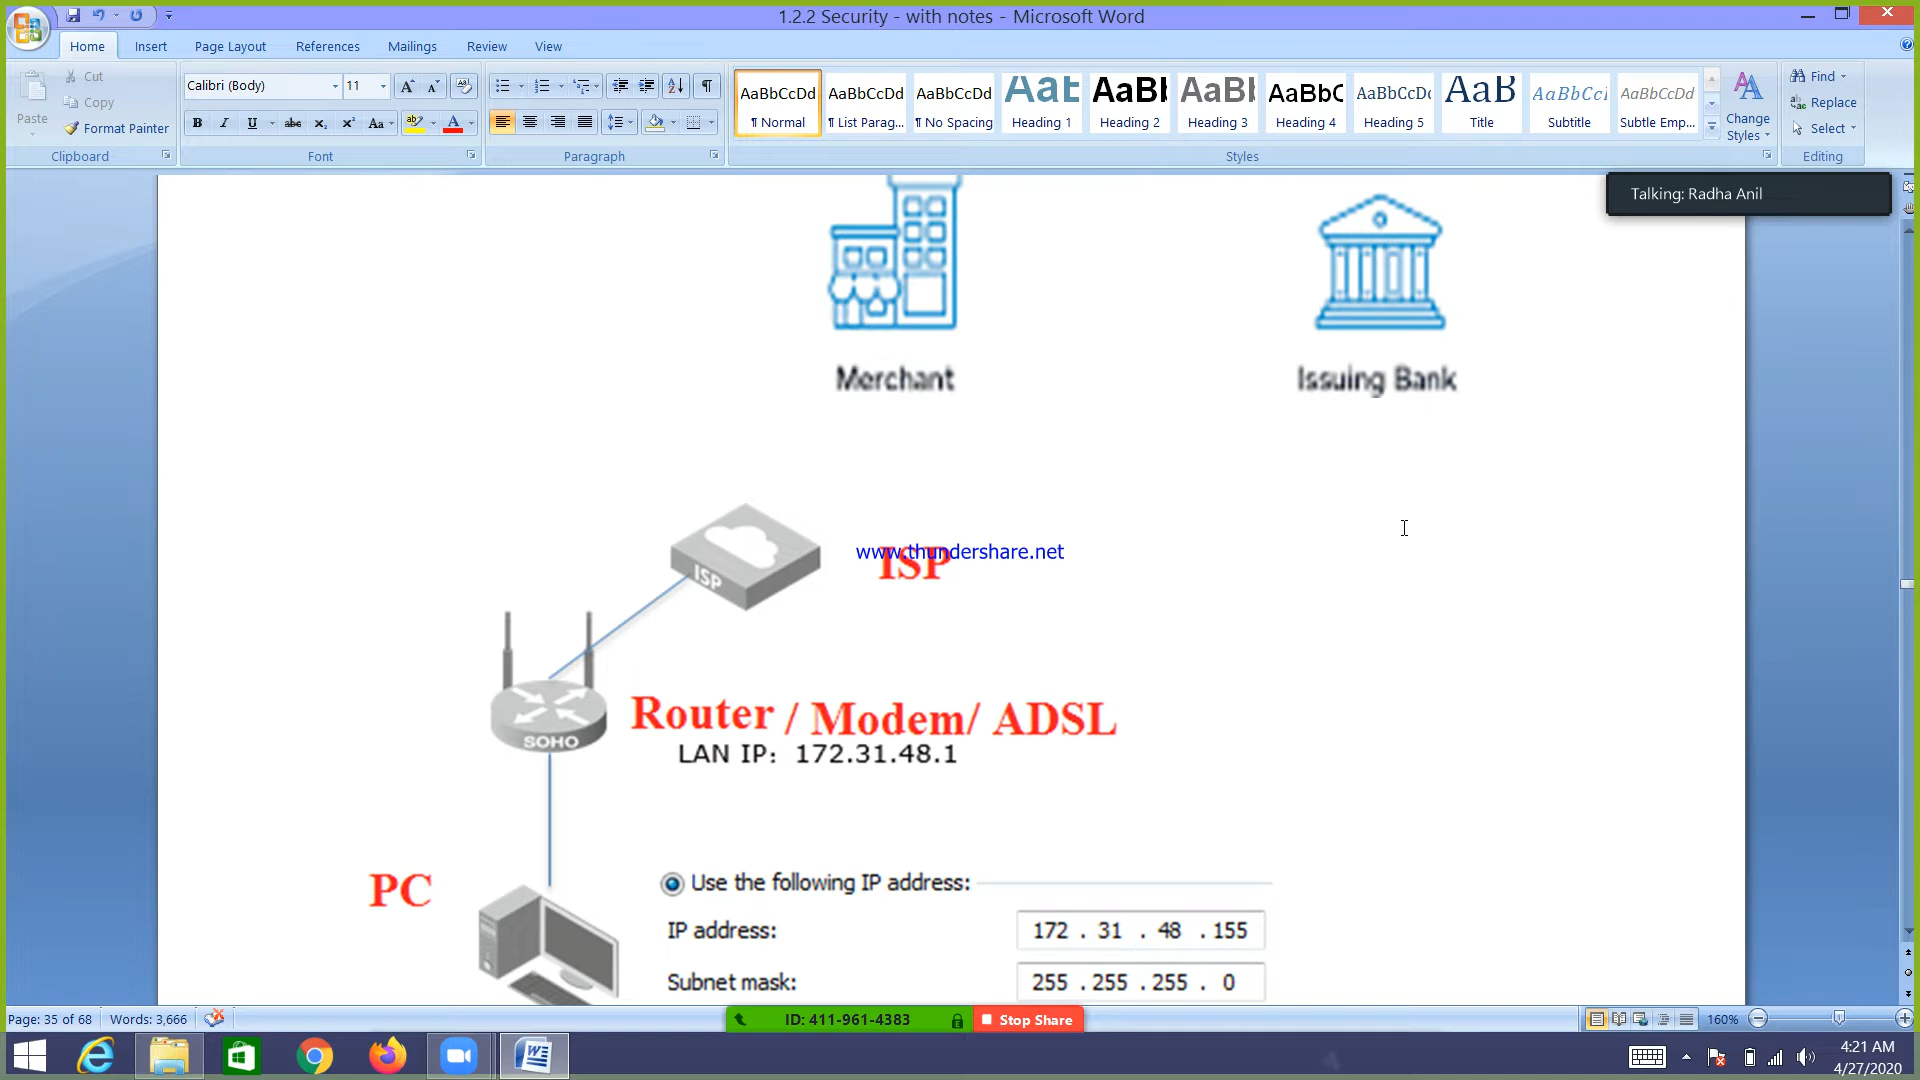 1.2.2 Security - with notes - Microsoft Word
Home Insert Page Layout References Mailings Review View
Paste
Cut
Copy
Format Painter
Clipboard
Calibri (Body) 11
Font
Paragraph
AaBbCcDd AaBbCcDd AaBbCcDd AaB AaBb AaBb AaBbC AaBbCcDc AaB AaBbCcI AaBbCcDd
¶ Normal ¶ List Parag... ¶ No Spacing Heading 1 Heading 2 Heading 3 Heading 4 Heading 5 Title Subtitle Subtle Emp...
Styles
Change Styles
Find
Replace
Select
Editing
Talking: Radha Anil
Merchant Issuing Bank
ISP
www.thundershare.net
ISP
SOHO
Router / Modem/ ADSL
LAN IP: 172.31.48.1
PC
Use the following IP address:
IP address: 172 . 31 . 48 . 155
Subnet mask: 255 . 255 . 255 . 0
Page: 35 of 68 Words: 3,666
ID: 411-961-4383 Stop Share
160%
4:21 AM
4/27/2020